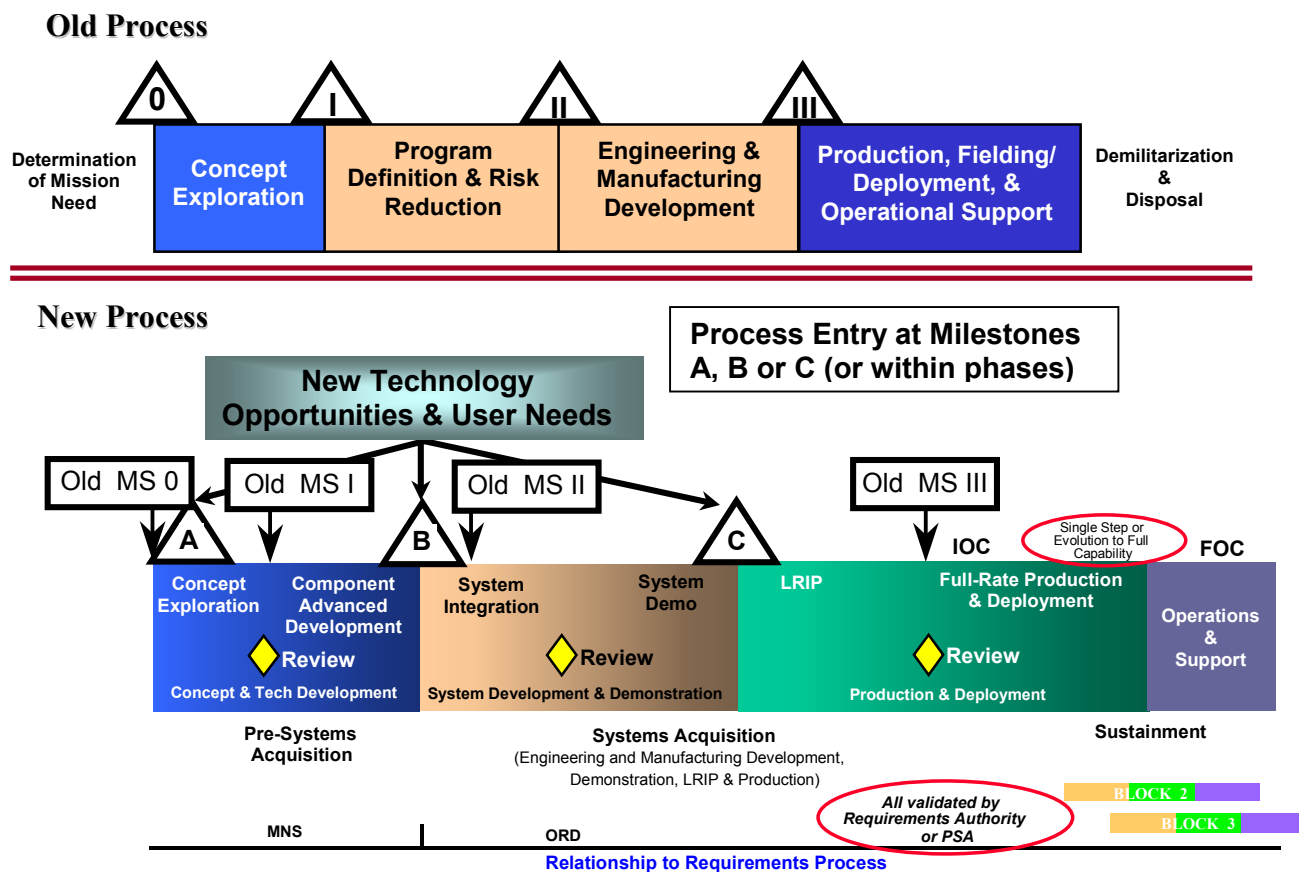 Old Process
0
I
II
III
Determination
of Mission
Need
Concept
Exploration
Program
Definition & Risk
Reduction
Engineering &
Manufacturing
Development
Production, Fielding/
Deployment, &
Operational Support
Demilitarization
&
Disposal
New Process
Process Entry at Milestones
A, B or C (or within phases)
New Technology
Opportunities & User Needs
Old MS 0
Old MS I
Old MS II
Old MS III
A
B
C
IOC
Single Step or
Evolution to Full
Capability
FOC
Concept
Exploration
Component
Advanced
Development
Review
Concept & Tech Development
System
Integration
System
Demo
Review
System Development & Demonstration
LRIP
Full-Rate Production
& Deployment
Review
Production & Deployment
Operations
&
Support
Pre-Systems
Acquisition
Systems Acquisition
(Engineering and Manufacturing Development,
Demonstration, LRIP & Production)
Sustainment
BLOCK 2
BLOCK 3
All validated by
Requirements Authority
or PSA
MNS
ORD
Relationship to Requirements Process